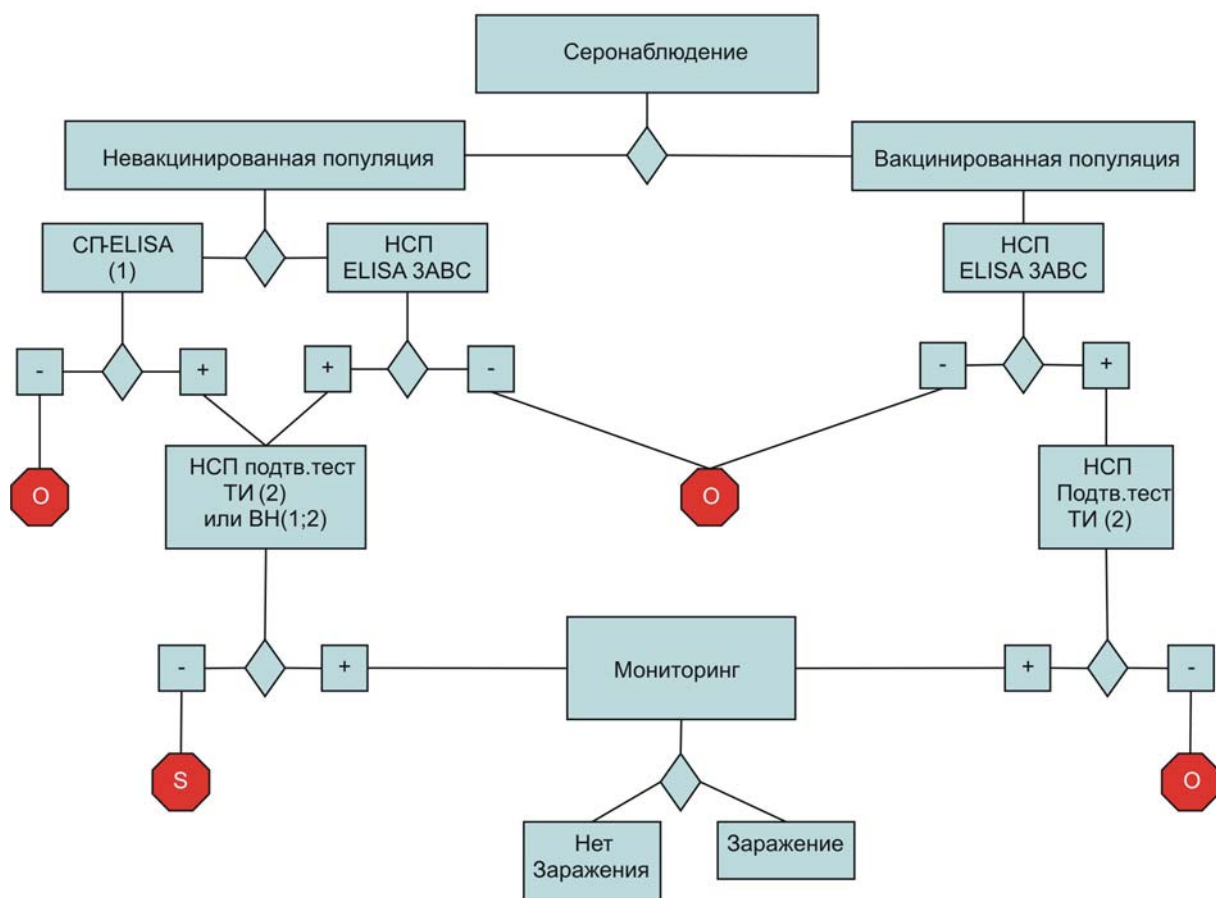 Серонаблюдение
Невакцинированная популяция
Вакцинированная популяция
СП-ELISA
(1)
НСП
ELISA 3ABC
НСП
ELISA 3ABC
-
+
+
-
-
+
О
НСП подтв.тест
ТИ (2)
или ВН(1;2)
О
НСП
Подтв.тест
ТИ (2)
-
+
Мониторинг
+
-
S
О
Нет
Заражения
Заражение